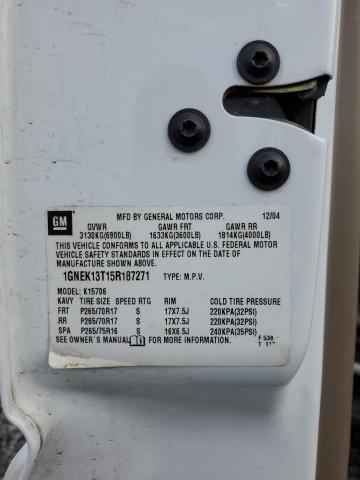 GM
MFD BY GENERAL MOTORS CORP. 12/04
GVWR GAWR FRT GAWR RR
3130KG(6900LB) 1633KG(3600LB) 1814KG(4000LB)
THIS VEHICLE CONFORMS TO ALL APPLICABLE U.S. FEDERAL MOTOR
VEHICLE SAFETY STANDARDS IN EFFECT ON THE DATE OF
MANUFACTURE SHOWN ABOVE.
1GNEK13T15R187271 TYPE: M.P.V.
MODEL: K15706
KAVY TIRE SIZE SPEED RTG RIM COLD TIRE PRESSURE
FRT P265/70R17 S 17X7.5J 220KPA(32PSI)
RR P265/70R17 S 17X7.5J 220KPA(32PSI)
SPA P265/75R16 S 16X6.5J 240KPA(35PSI)
SEE OWNER'S MANUAL FOR MORE INFORMATION. F 538
T